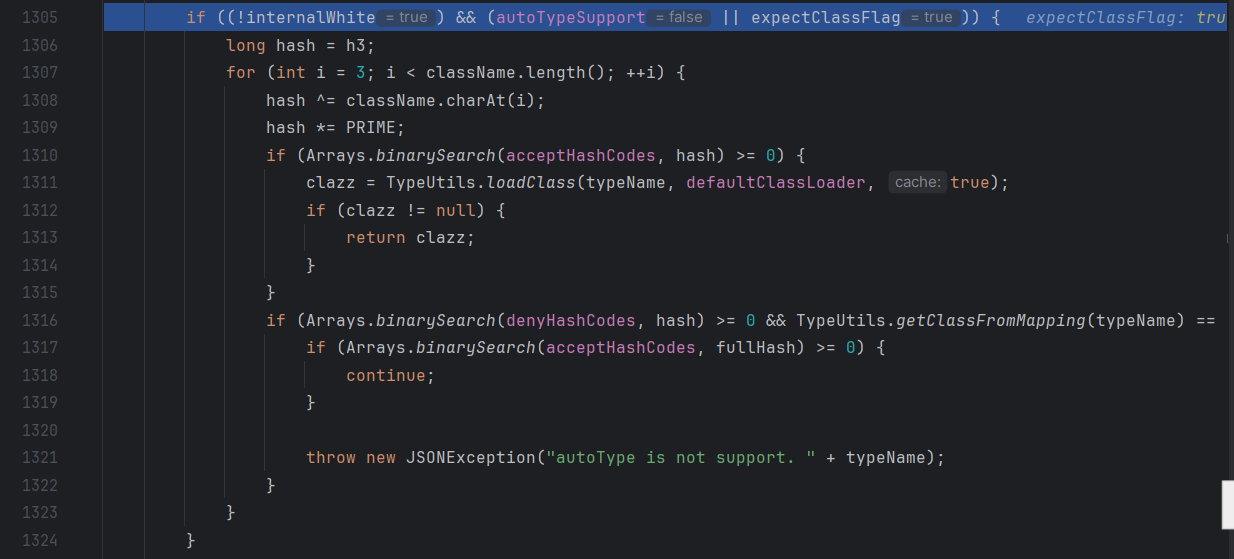 1305 if ((!internalWhite = true ) && (autoTypeSupport = false || expectClassFlag = true )) { expectClassFlag: tru
1306 long hash = h3;
1307 for (int i = 3; i < className.length(); ++i) {
1308 hash ^= className.charAt(i);
1309 hash *= PRIME;
1310 if (Arrays.binarySearch(acceptHashCodes, hash) >= 0) {
1311 clazz = TypeUtils.loadClass(typeName, defaultClassLoader, cache: true);
1312 if (clazz != null) {
1313 return clazz;
1314 }
1315 }
1316 if (Arrays.binarySearch(denyHashCodes, hash) >= 0 && TypeUtils.getClassFromMapping(typeName) ==
1317 if (Arrays.binarySearch(acceptHashCodes, fullHash) >= 0) {
1318 continue;
1319 }
1320
1321 throw new JSONException("autoType is not support. " + typeName);
1322 }
1323 }
1324 }